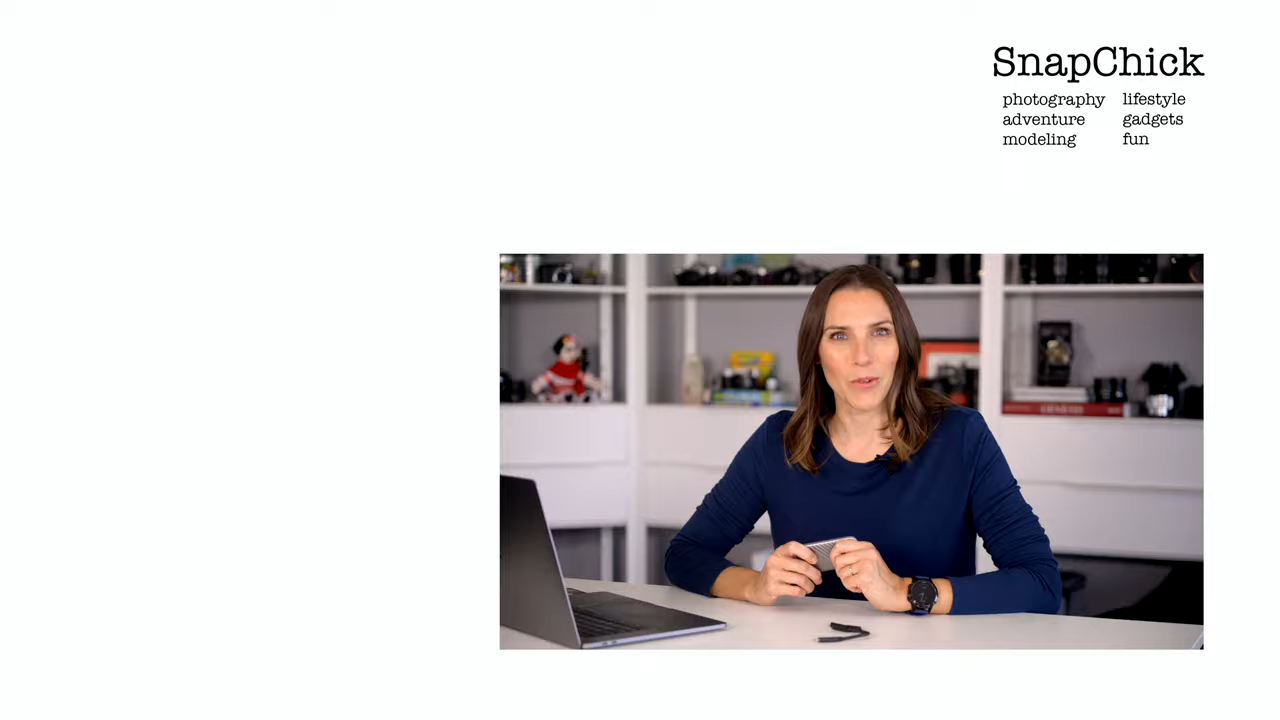 SnapChick
photography lifestyle
adventure gadgets
modeling fun